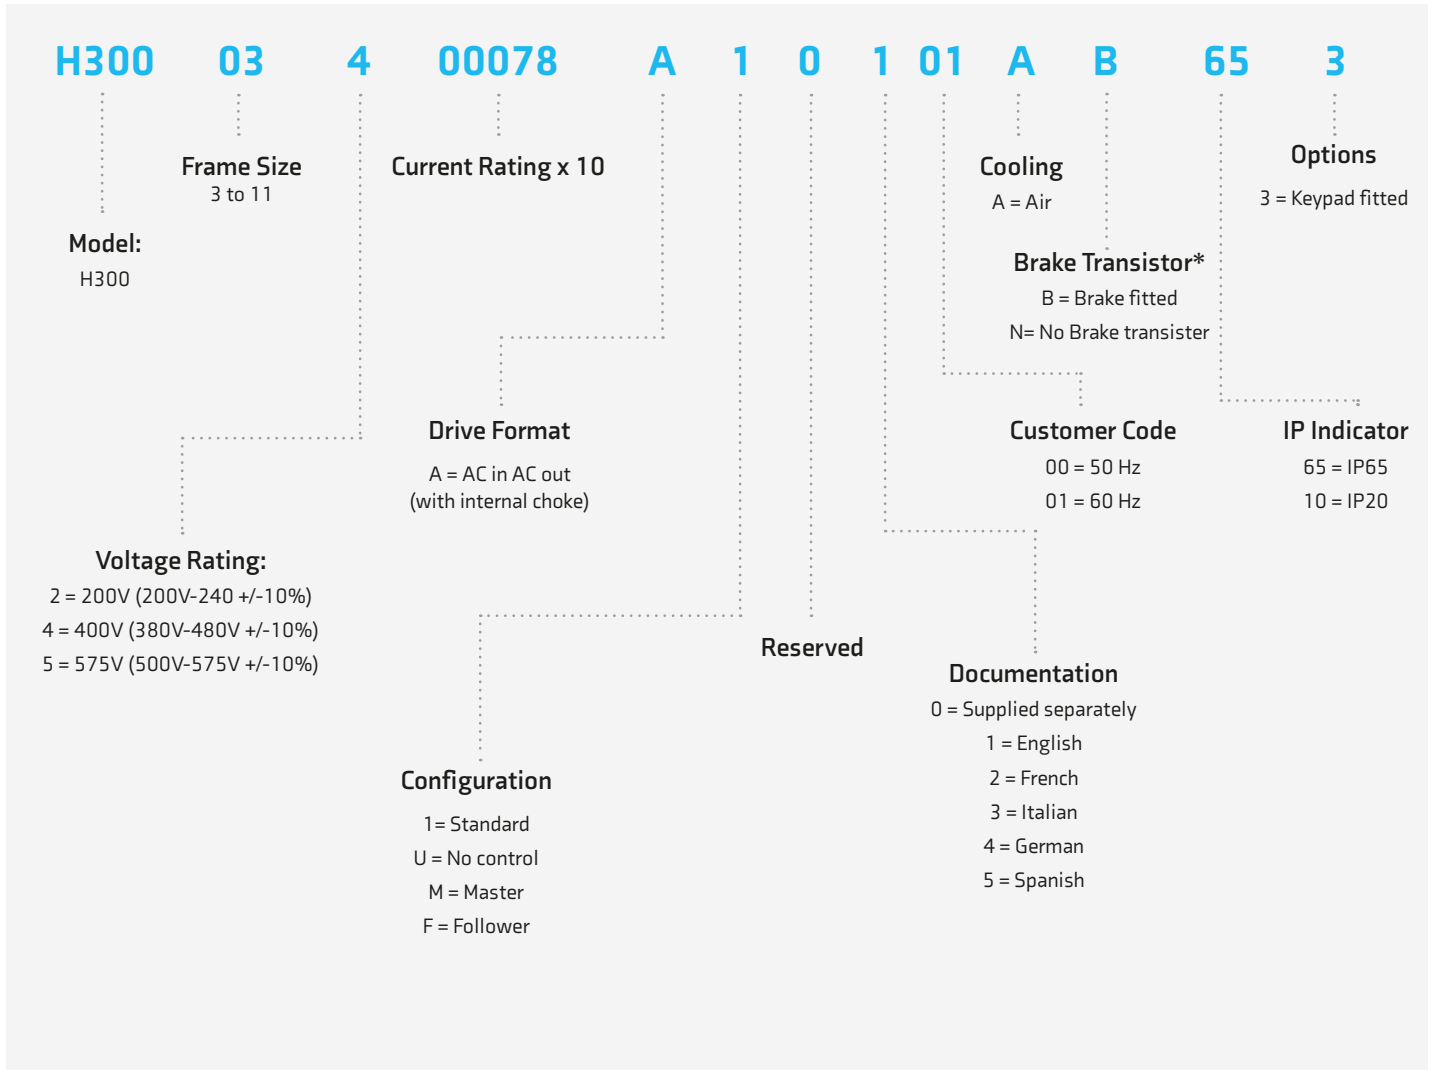 H300 03 4 00078 A 1 0 1 01 A B 65 3
Frame Size
3 to 11
Current Rating x 10
Cooling
A = Air
Options
3 = Keypad fitted
Model:
H300
Brake Transistor*
B = Brake fitted
N= No Brake transister
Drive Format
A = AC in AC out
(with internal choke)
Customer Code
00 = 50 Hz
01 = 60 Hz
IP Indicator
65 = IP65
10 = IP20
Voltage Rating:
2 = 200V (200V-240 +/-10%)
4 = 400V (380V-480V +/-10%)
5 = 575V (500V-575V +/-10%)
Reserved
Documentation
0 = Supplied separately
1 = English
2 = French
3 = Italian
4 = German
5 = Spanish
Configuration
1= Standard
U = No control
M = Master
F = Follower